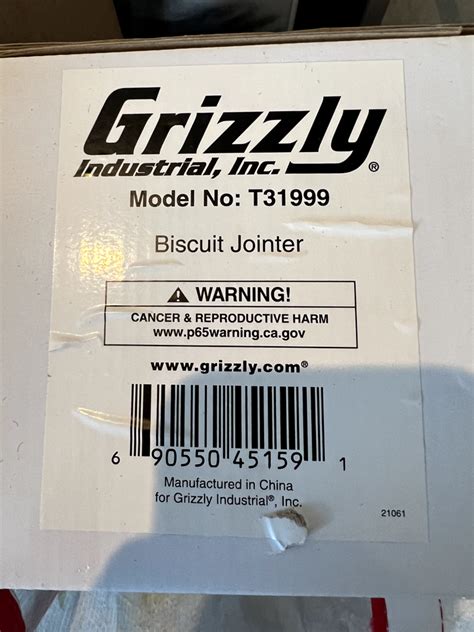 Grizzly
Industrial, Inc.®
Model No: T31999
Biscuit Jointer
⚠ WARNING!
CANCER & REPRODUCTIVE HARM
www.p65warning.ca.gov
www.grizzly.com®
6 90550 45159 1
Manufactured in China
for Grizzly Industrial®, Inc.
21061